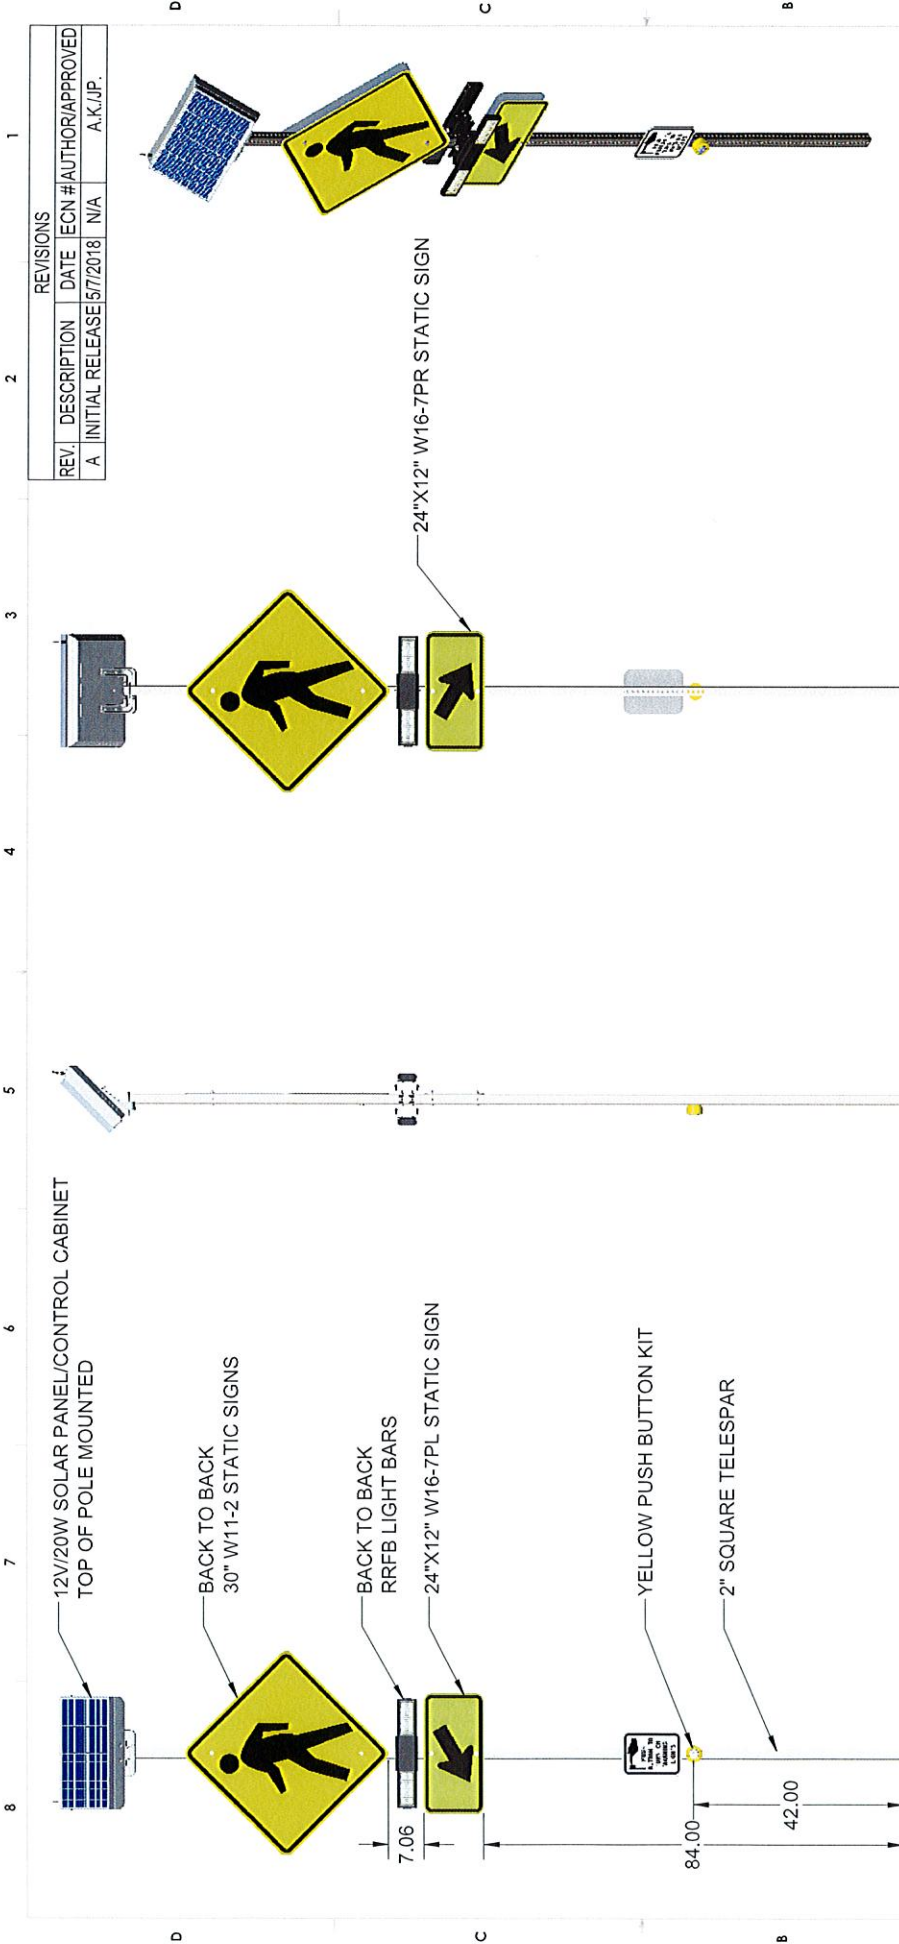 8
7
6
5
4
3
2
1
D
C
B
D
C
B
REVISIONS
REV. DESCRIPTION DATE ECN # AUTHOR/APPROVED
A INITIAL RELEASE 5/7/2018 N/A A.K./JP.
12V/20W SOLAR PANEL/CONTROL CABINET
TOP OF POLE MOUNTED
BACK TO BACK
30" W11-2 STATIC SIGNS
BACK TO BACK
RRFB LIGHT BARS
24"X12" W16-7PL STATIC SIGN
YELLOW PUSH BUTTON KIT
2" SQUARE TELESPAR
24"X12" W16-7PR STATIC SIGN
7.06
84.00
42.00